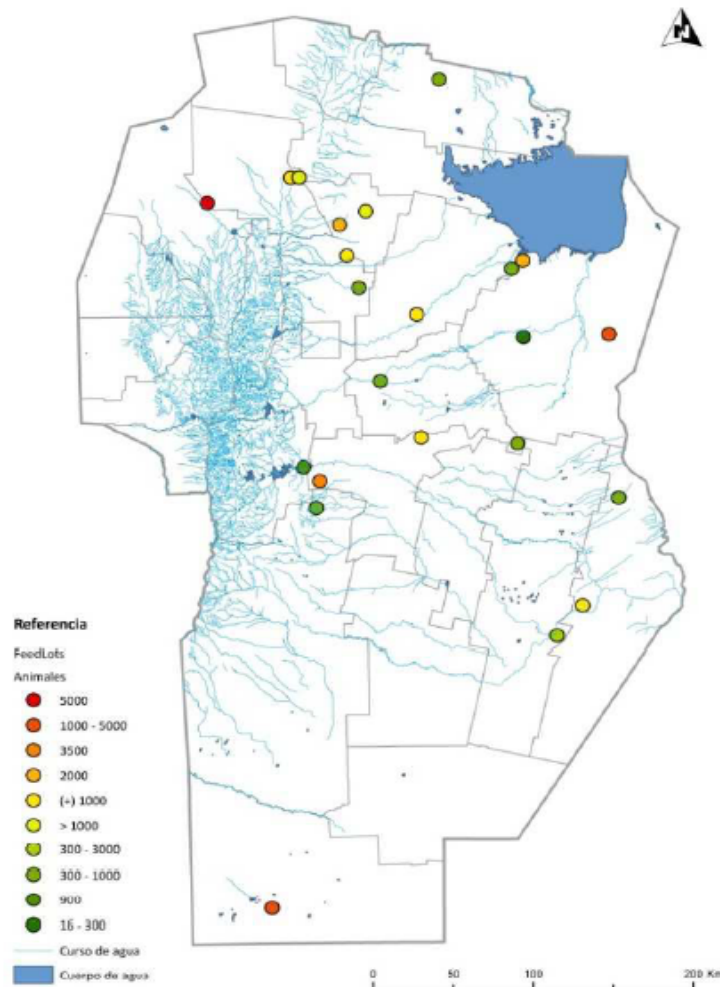 N
Referencia
FeedLots
Animales
5000
1000 - 5000
3500
2000
(+) 1000
> 1000
300 - 3000
300 - 1000
900
16 - 300
Curso de agua
Cuerpo de agua
0 50 100 200 Km